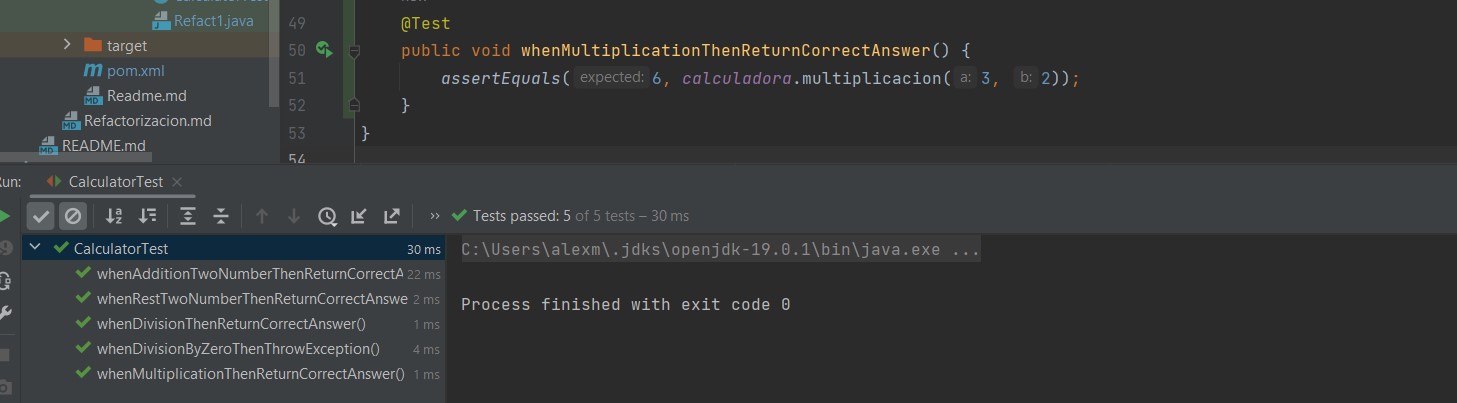 Refact1.java
target
pom.xml
Readme.md
Refactorizacion.md
README.md
49 @Test
50 public void whenMultiplicationThenReturnCorrectAnswer() {
51 assertEquals( expected: 6, calculadora.multiplicacion( a: 3, b: 2));
52 }
53 }
54
Run: CalculatorTest
Tests passed: 5 of 5 tests – 30 ms
CalculatorTest 30 ms
whenAdditionTwoNumberThenReturnCorrectA 22 ms
whenRestTwoNumberThenReturnCorrectAnswe 2 ms
whenDivisionThenReturnCorrectAnswer() 1 ms
whenDivisionByZeroThenThrowException() 4 ms
whenMultiplicationThenReturnCorrectAnswer() 1 ms
C:\Users\alexm\.jdks\openjdk-19.0.1\bin\java.exe ...
Process finished with exit code 0